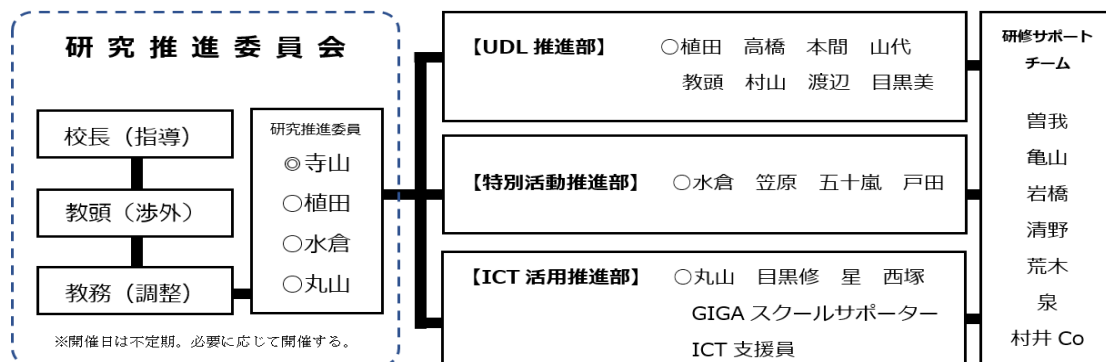 研究推進委員会
校長（指導）
教頭（渉外）
教務（調整）
研究推進委員
◎寺山
○植田
○水倉
○丸山
※開催日は不定期。必要に応じて開催する。
【UDL 推進部】 ○植田 高橋 本間 山代
教頭 村山 渡辺 目黒美
【特別活動推進部】 ○水倉 笠原 五十嵐 戸田
【ICT 活用推進部】 ○丸山 目黒修 星 西塚
GIGA スクールサポーター
ICT 支援員
研修サポート
チーム
曽我
亀山
岩橋
清野
荒木
泉
村井 Co